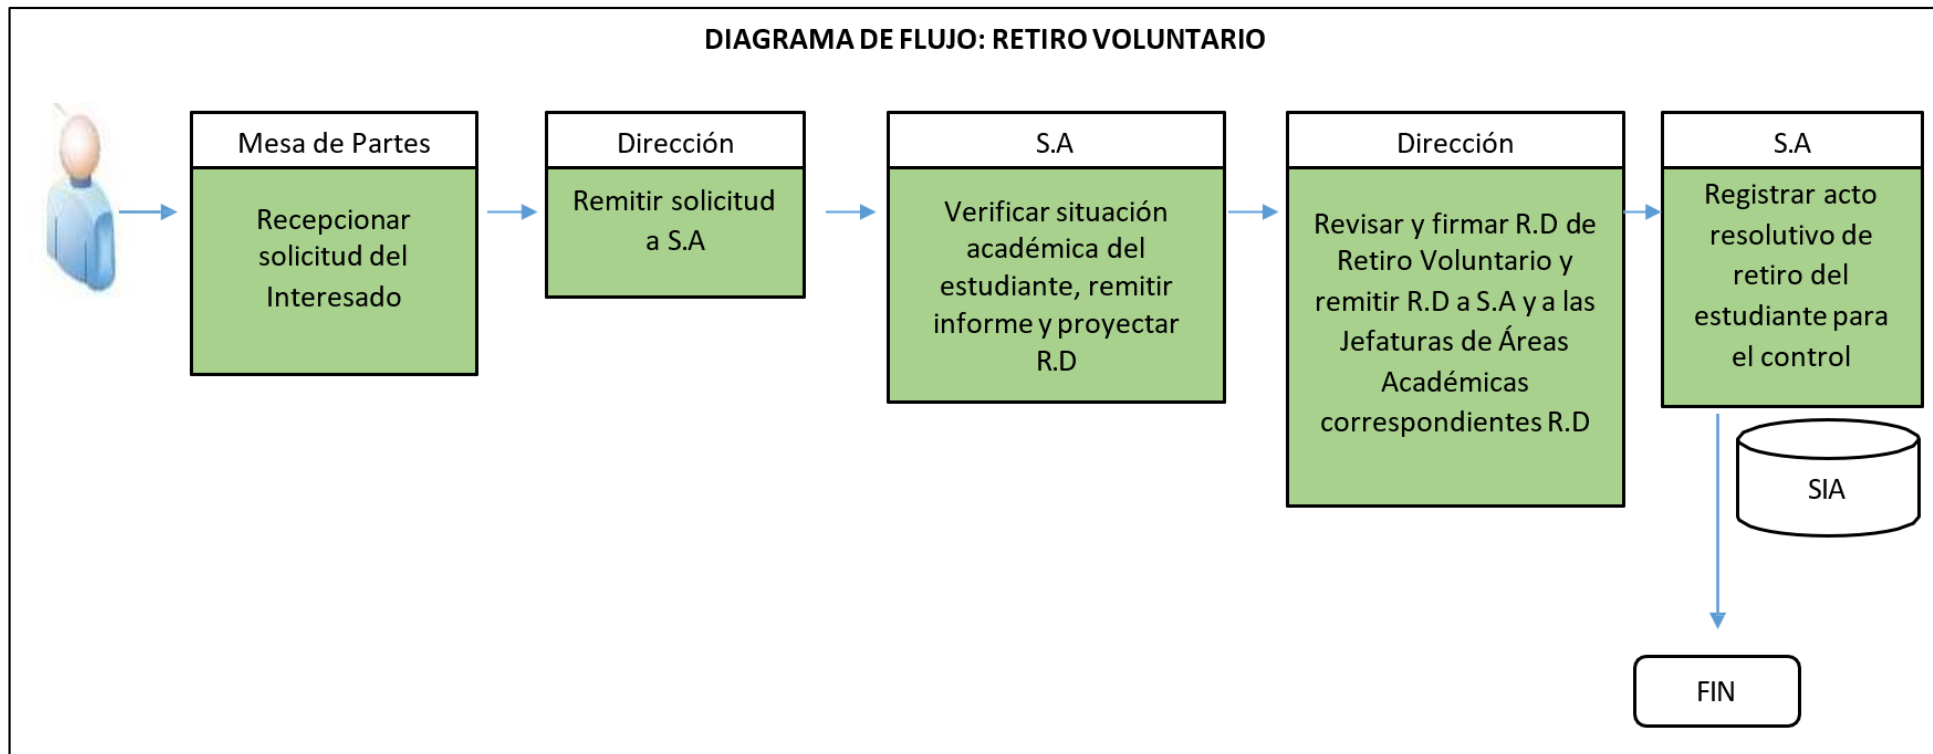 DIAGRAMA DE FLUJO: RETIRO VOLUNTARIO
Mesa de Partes
Recepcionar
solicitud del
Interesado
Dirección
Remitir solicitud
a S.A
S.A
Verificar situación
académica del
estudiante, remitir
informe y proyectar
R.D
Dirección
Revisar y firmar R.D de
Retiro Voluntario y
remitir R.D a S.A y a las
Jefaturas de Áreas
Académicas
correspondientes R.D
S.A
Registrar acto
resolutivo de
retiro del
estudiante para
el control
SIA
FIN